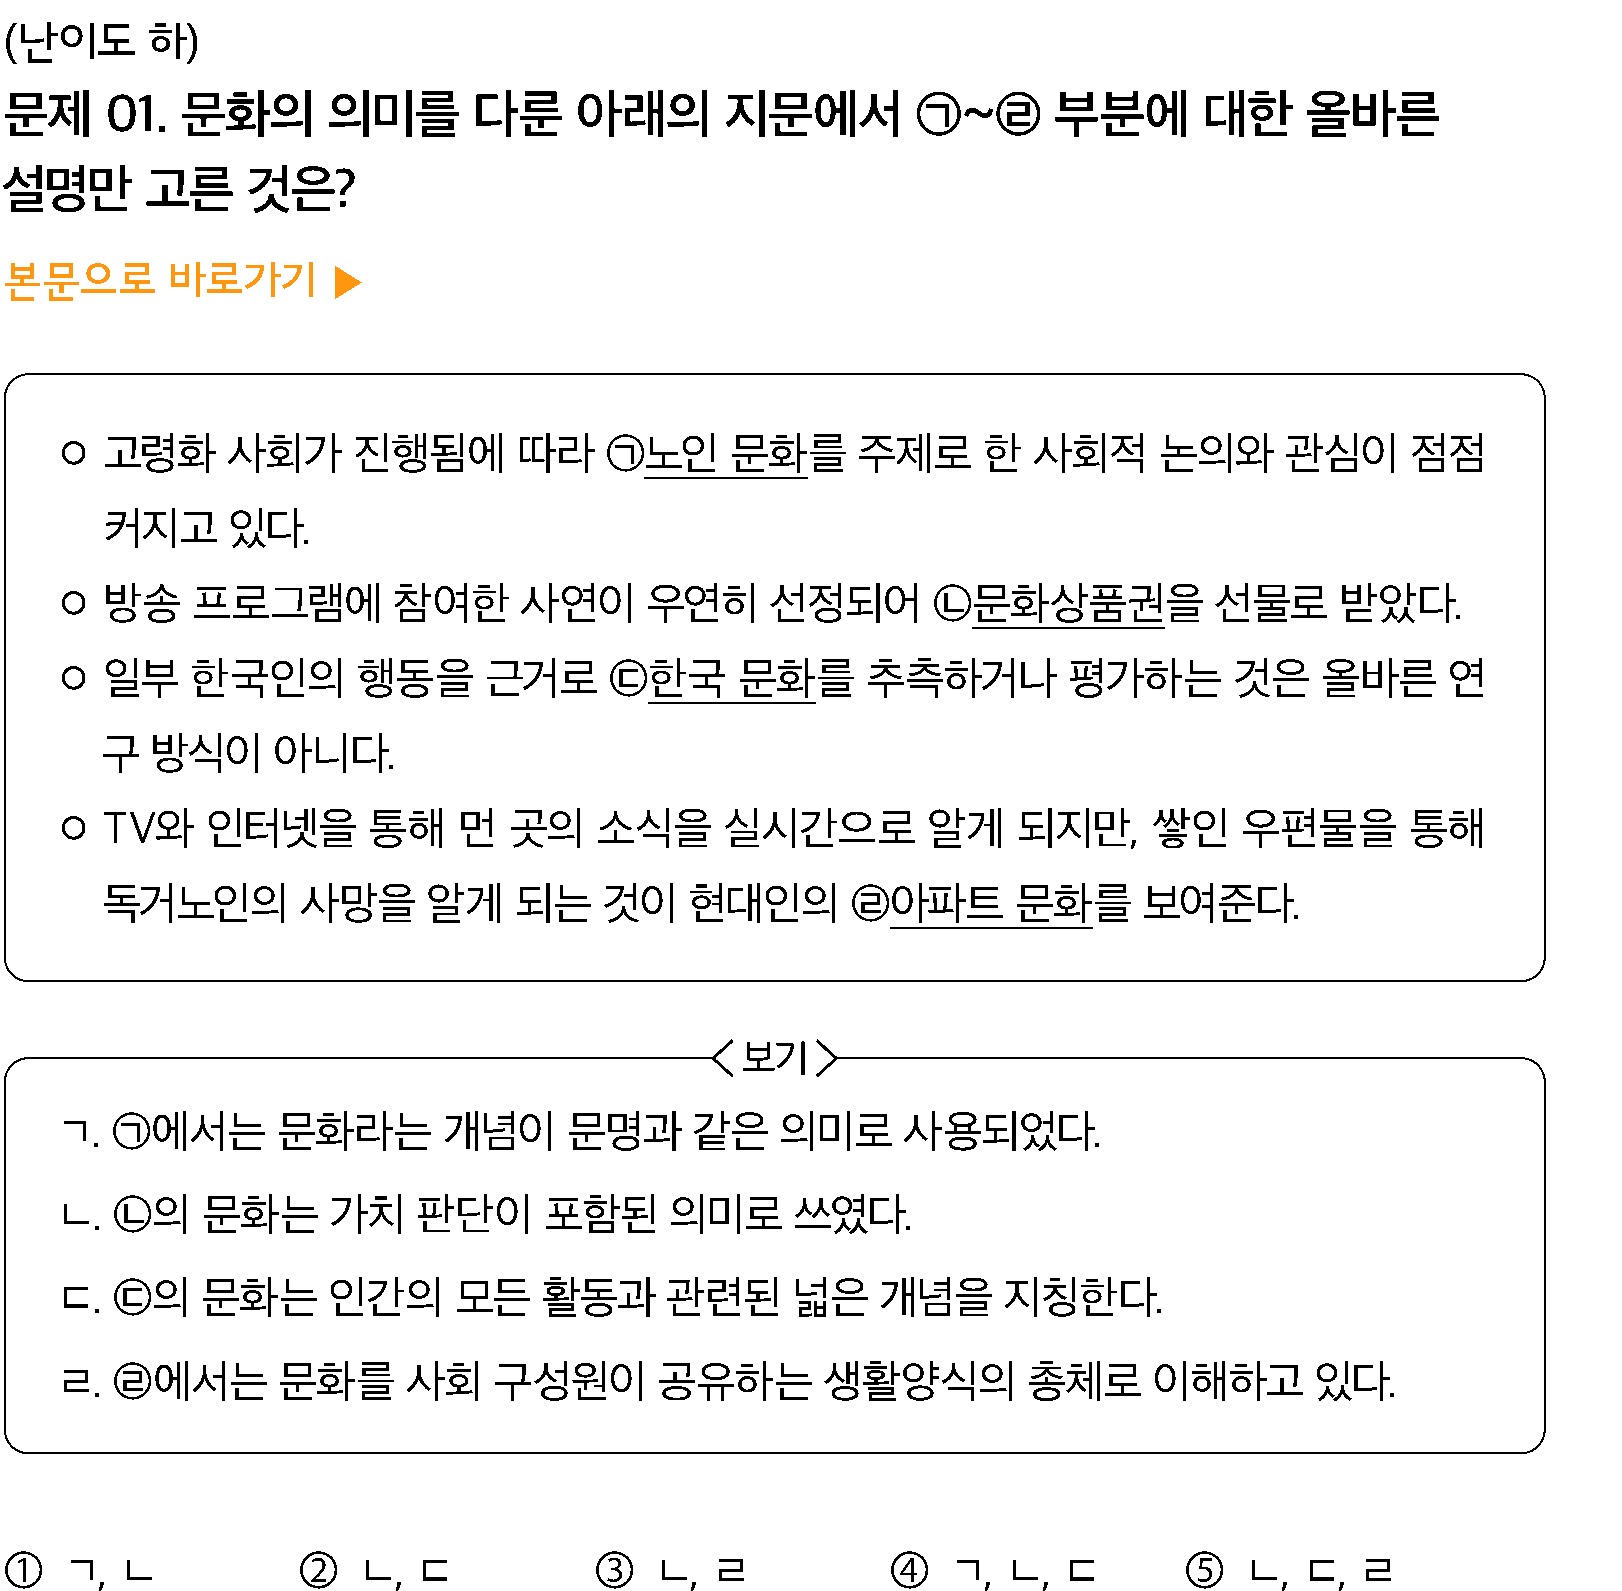 (난이도 하)
문제 01. 문화의 의미를 다룬 아래의 지문에서 ㉠~㉣ 부분에 대한 올바른
설명만 고른 것은?
본문으로 바로가기 ▶
○ 고령화 사회가 진행됨에 따라 ㉠노인 문화를 주제로 한 사회적 논의와 관심이 점점
커지고 있다.
○ 방송 프로그램에 참여한 사연이 우연히 선정되어 ㉡문화상품권을 선물로 받았다.
○ 일부 한국인의 행동을 근거로 ㉢한국 문화를 추측하거나 평가하는 것은 올바른 연
구 방식이 아니다.
○ TV와 인터넷을 통해 먼 곳의 소식을 실시간으로 알게 되지만, 쌓인 우편물을 통해
독거노인의 사망을 알게 되는 것이 현대인의 ㉣아파트 문화를 보여준다.
<보기>
ㄱ. ㉠에서는 문화라는 개념이 문명과 같은 의미로 사용되었다.
ㄴ. ㉡의 문화는 가치 판단이 포함된 의미로 쓰였다.
ㄷ. ㉢의 문화는 인간의 모든 활동과 관련된 넓은 개념을 지칭한다.
ㄹ. ㉣에서는 문화를 사회 구성원이 공유하는 생활양식의 총체로 이해하고 있다.
① ㄱ, ㄴ ② ㄴ, ㄷ ③ ㄴ, ㄹ ④ ㄱ, ㄴ, ㄷ ⑤ ㄴ, ㄷ, ㄹ